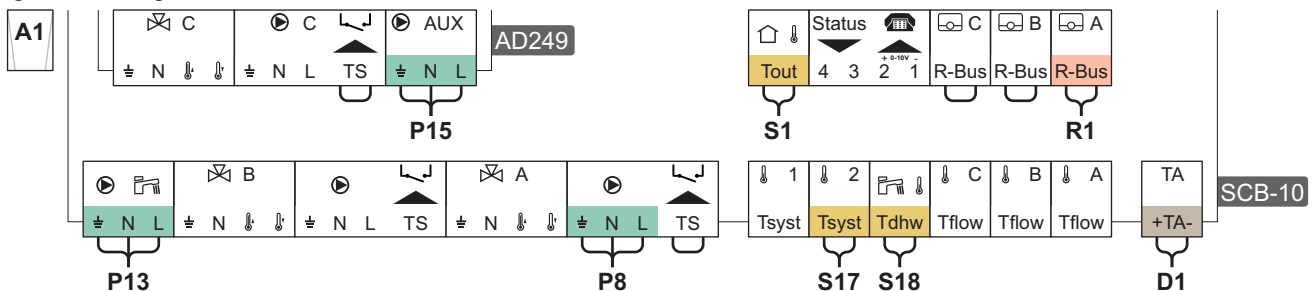 A1 C C AUX AD249 Status C B A
+ 0-10V -
N N L TS N L Tout 4 3 2 1 R-Bus R-Bus R-Bus
P15 S1 R1
B A 1 2 C B A TA SCB-10
N L N N L TS N N L TS Tsyst Tsyst Tdhw Tflow Tflow Tflow +TA-
P13 P8 S17 S18 D1